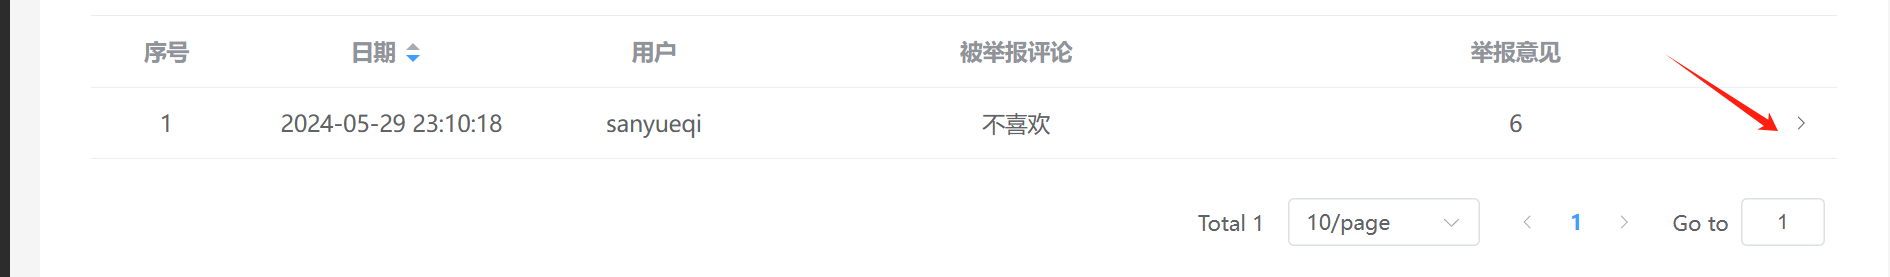 序号 日期 用户 被举报评论 举报意见
1 2024-05-29 23:10:18 sanyueqi 不喜欢 6
Total 1 10/page 1 Go to 1